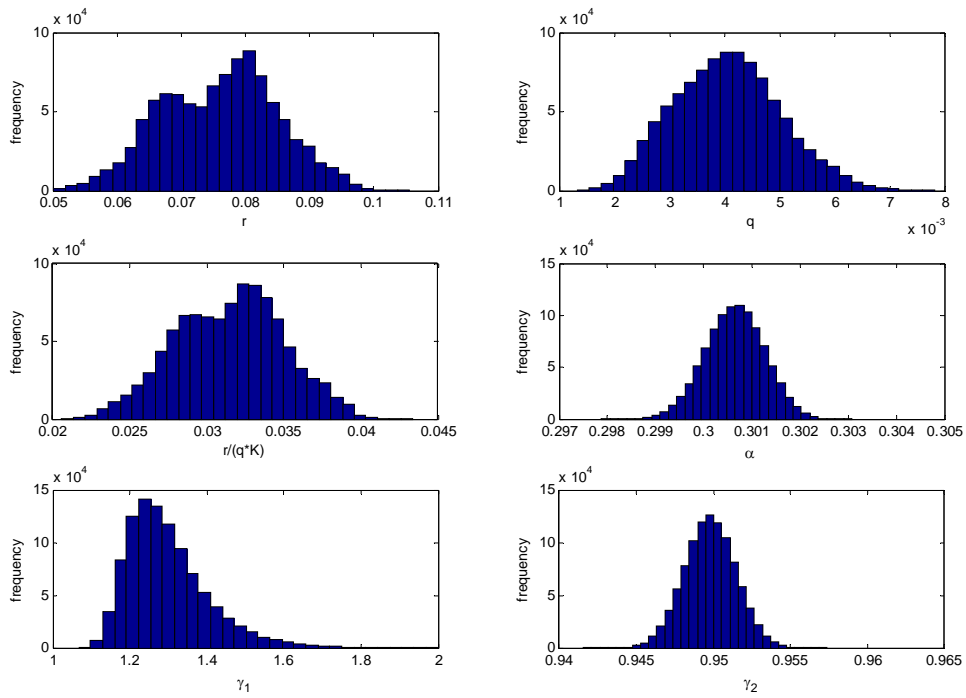 x 10^4
frequency
10
5
0
0.05 0.06 0.07 0.08 0.09 0.1 0.11
r
x 10^4
frequency
10
5
0
1 2 3 4 5 6 7 8
q
x 10^-3
x 10^4
frequency
10
5
0
0.02 0.025 0.03 0.035 0.04 0.045
r/(q*K)
x 10^4
frequency
15
10
5
0
0.297 0.298 0.299 0.3 0.301 0.302 0.303 0.304 0.305
α
x 10^4
frequency
15
10
5
0
1 1.2 1.4 1.6 1.8 2
γ₁
x 10^4
frequency
15
10
5
0
0.94 0.945 0.95 0.955 0.96 0.965
γ₂